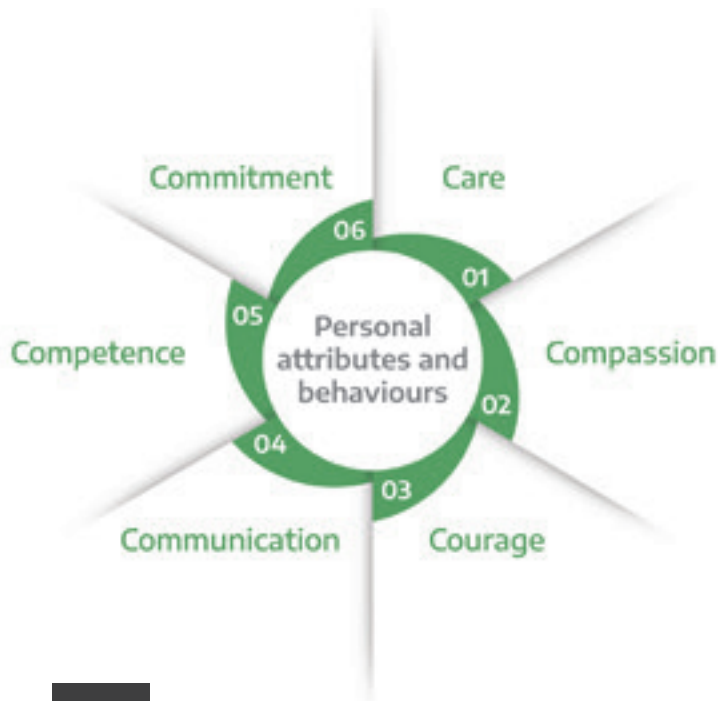 Commitment
Care
06
01
05
Personal
attributes and
behaviours
Competence
Compassion
02
04
03
Communication
Courage